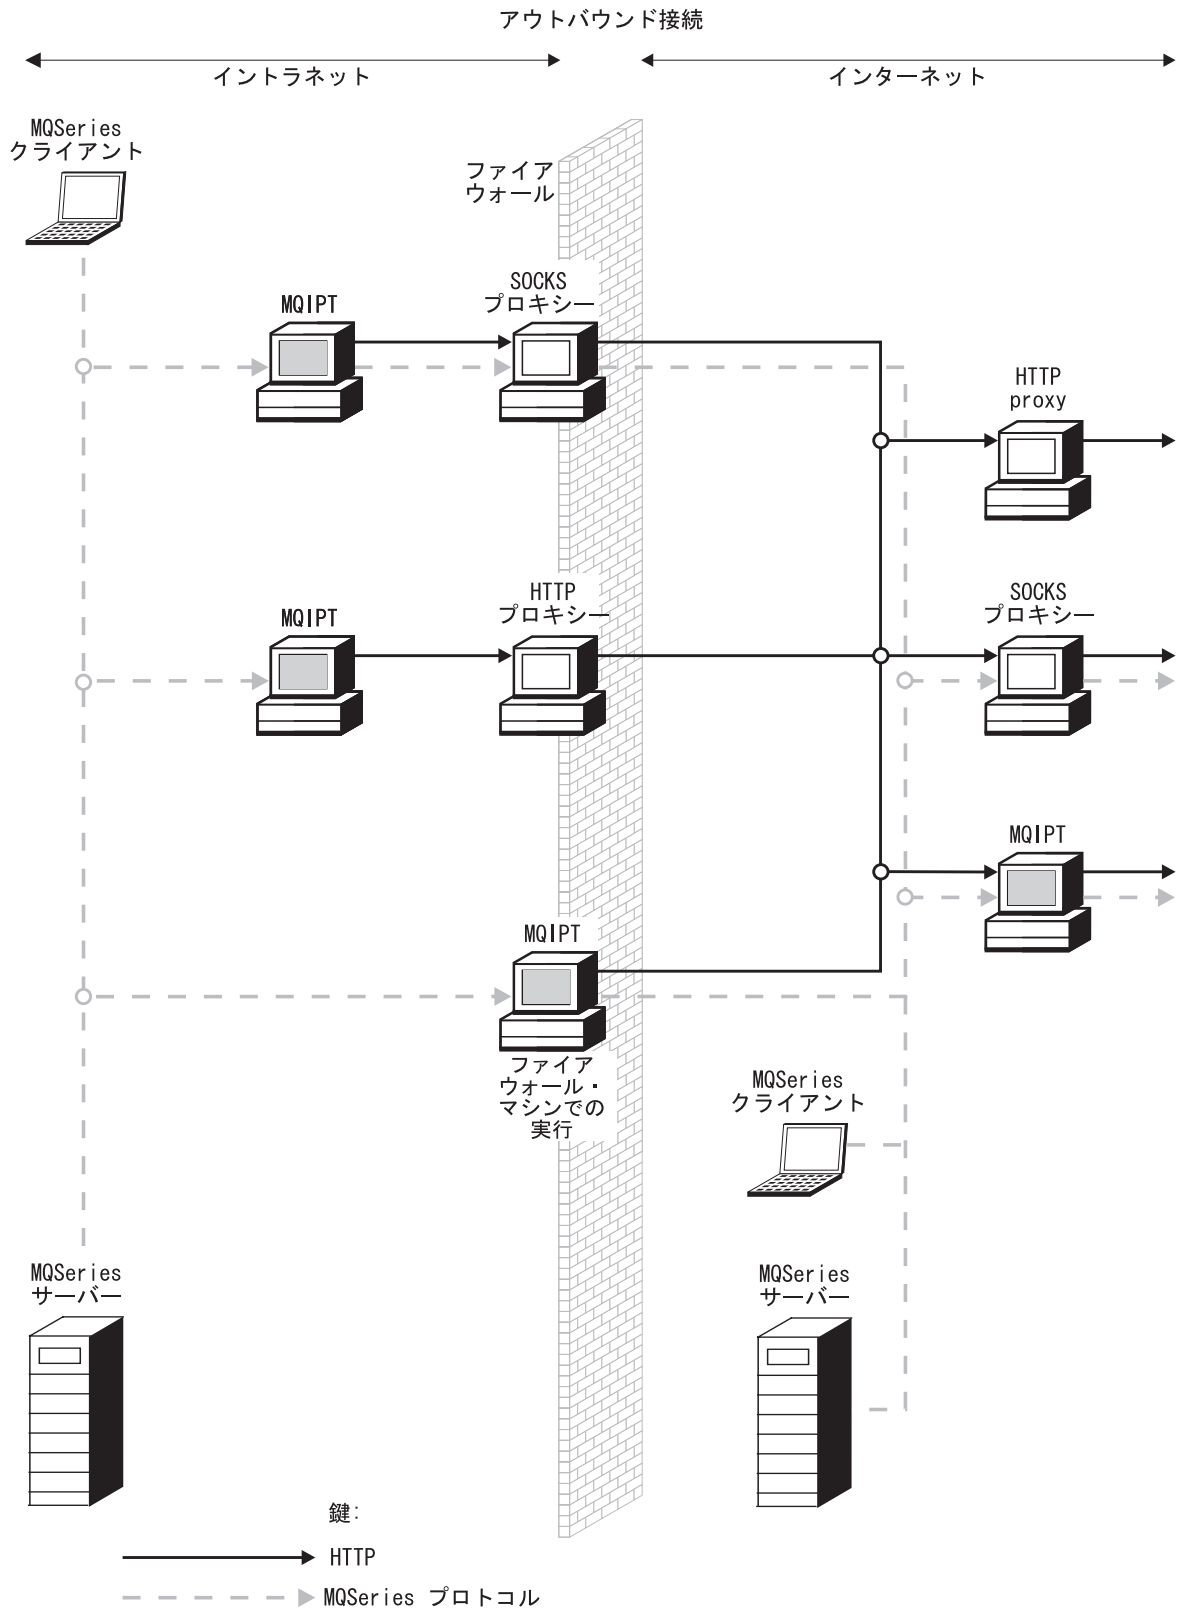 アウトバウンド接続
イントラネット
インターネット
MQSeries
クライアント
ファイア
ウォール
SOCKS
プロキシー
MQIPT
HTTP
proxy
HTTP
プロキシー
MQIPT
SOCKS
プロキシー
MQIPT
MQIPT
ファイア
ウォール・
マシンでの
実行
MQSeries
クライアント
MQSeries
サーバー
MQSeries
サーバー
鍵:
HTTP
MQSeries プロトコル